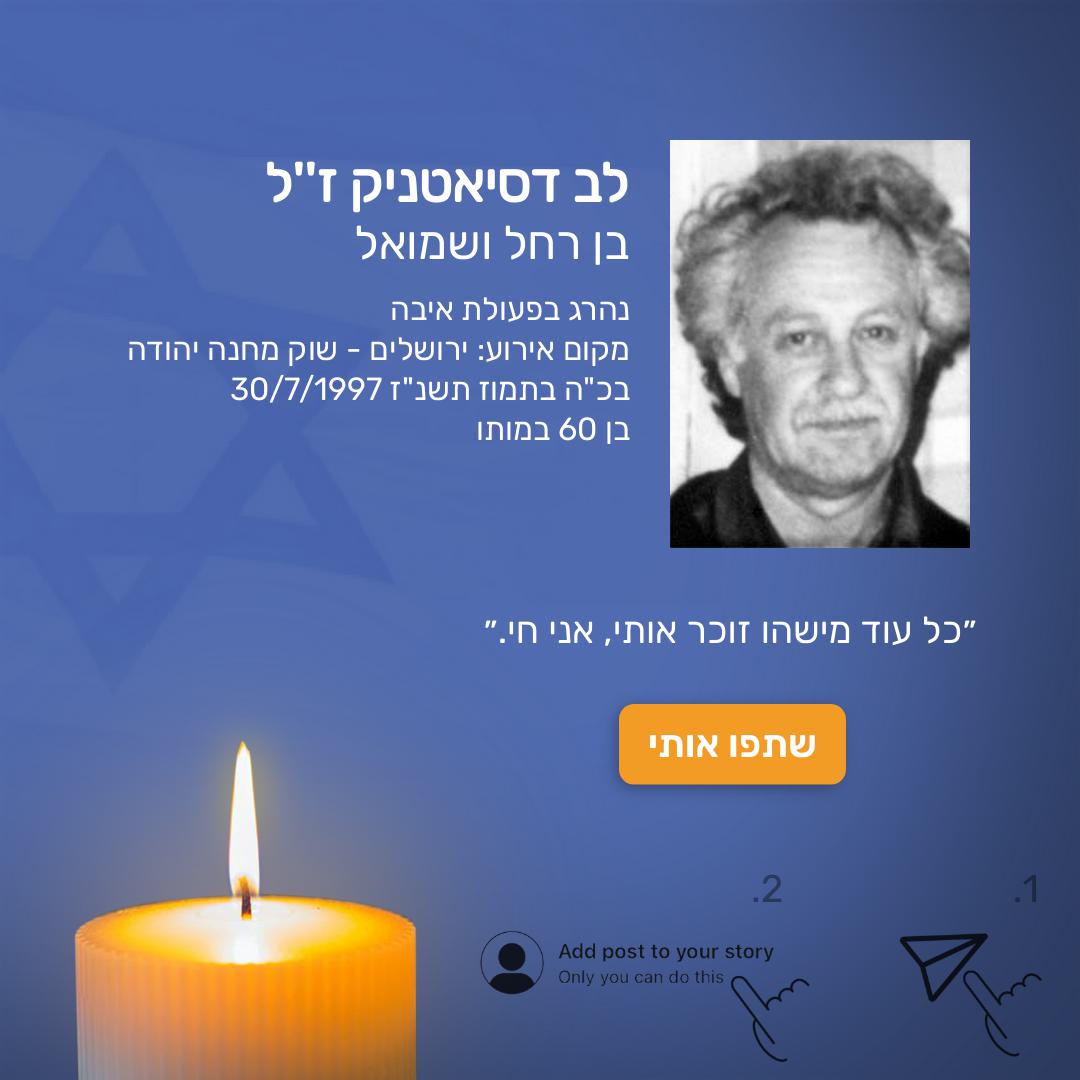 לב דסיאטניק ז"ל
בן רחל ושמואל
נהרג בפעולת איבה
מקום אירוע: ירושלים - שוק מחנה יהודה
בכ"ה בתמוז תשנ"ז 30/7/1997
בן 60 במותו
״כל עוד מישהו זוכר אותי, אני חי.״
שתפו אותי
.1
.2
Add post to your story
Only you can do this